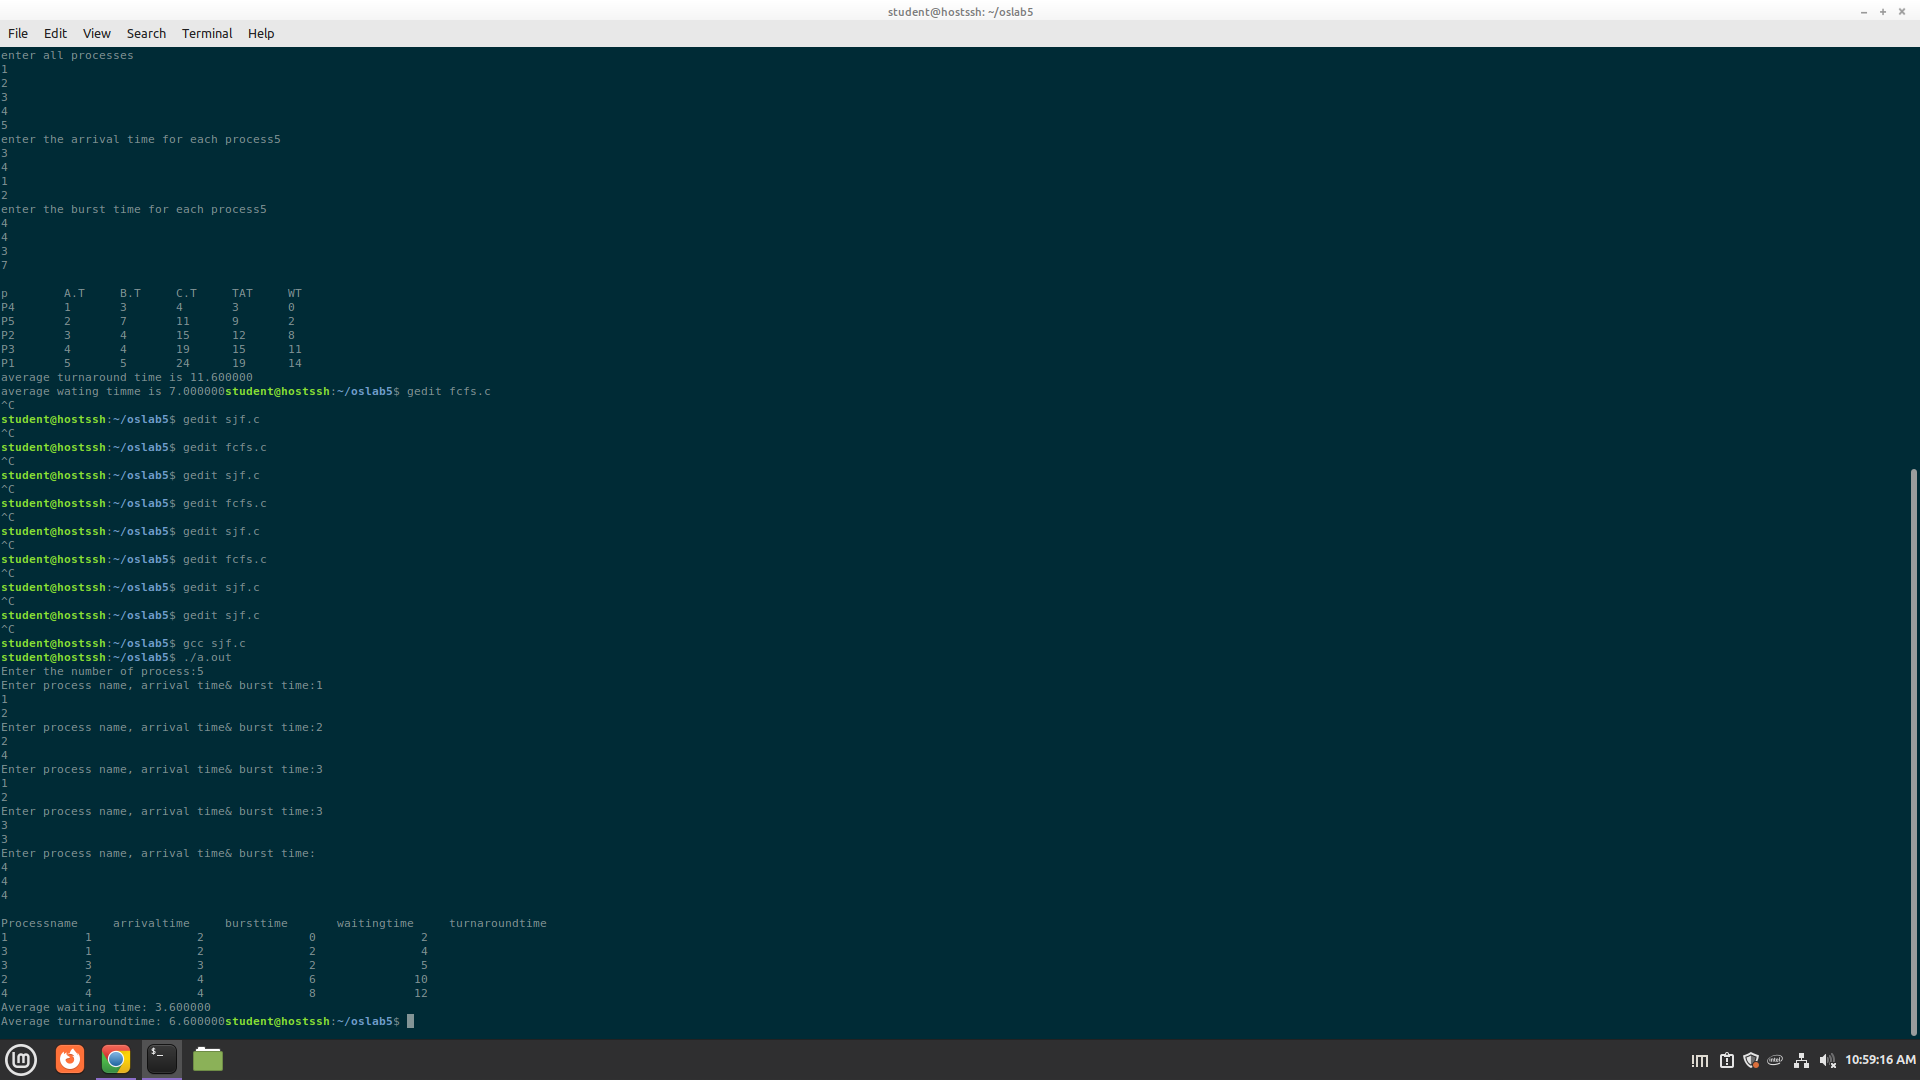 student@hostssh: ~/oslab5
File Edit View Search Terminal Help
enter all processes
1
2
3
4
5
enter the arrival time for each process5
3
4
1
2
enter the burst time for each process5
4
4
3
7
p A.T B.T C.T TAT WT
P4 1 3 4 3 0
P5 2 7 11 9 2
P2 3 4 15 12 8
P3 4 4 19 15 11
P1 5 5 24 19 14
average turnaround time is 11.600000
average wating timme is 7.000000student@hostssh:~/oslab5$ gedit fcfs.c
^C
student@hostssh:~/oslab5$ gedit sjf.c
^C
student@hostssh:~/oslab5$ gedit fcfs.c
^C
student@hostssh:~/oslab5$ gedit sjf.c
^C
student@hostssh:~/oslab5$ gedit fcfs.c
^C
student@hostssh:~/oslab5$ gedit sjf.c
^C
student@hostssh:~/oslab5$ gedit fcfs.c
^C
student@hostssh:~/oslab5$ gedit sjf.c
^C
student@hostssh:~/oslab5$ gedit sjf.c
^C
student@hostssh:~/oslab5$ gcc sjf.c
student@hostssh:~/oslab5$ ./a.out
Enter the number of process:5
Enter process name, arrival time& burst time:1
1
2
Enter process name, arrival time& burst time:2
2
4
Enter process name, arrival time& burst time:3
1
2
Enter process name, arrival time& burst time:3
3
3
Enter process name, arrival time& burst time:
4
4
4
Processname arrivaltime bursttime waitingtime turnaroundtime
1 1 2 0 2
3 1 2 2 4
3 3 3 2 5
2 2 4 6 10
4 4 4 8 12
Average waiting time: 3.600000
Average turnaroundtime: 6.600000student@hostssh:~/oslab5$
10:59:16 AM